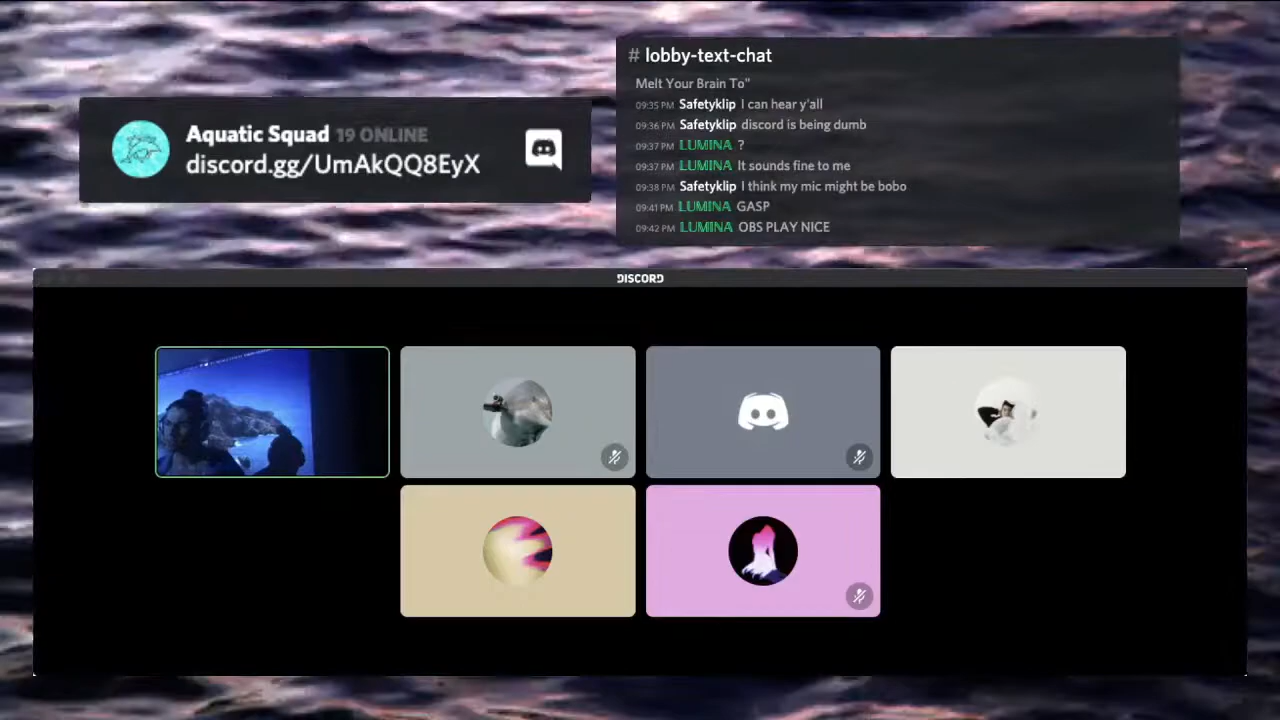 # lobby-text-chat
Melt Your Brain To"
09:35 PM Safetyklip I can hear y'all
09:36 PM Safetyklip discord is being dumb
09:37 PM LUMINA ?
09:37 PM LUMINA It sounds fine to me
09:38 PM Safetyklip I think my mic might be bobo
09:41 PM LUMINA GASP
09:42 PM LUMINA OBS PLAY NICE
Aquatic Squad 19 ONLINE
discord.gg/UmAkQQ8EyX
DISCORD